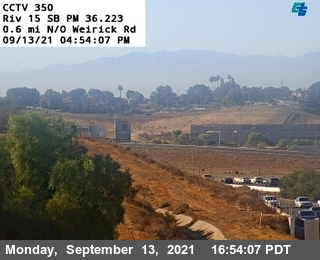 CCTV 350
Riv 15 SB PM 36.223
0.6 mi N/O Weirick Rd
09/13/21 04:54:07 PM
Monday, September 13, 2021 16:54:07 PDT